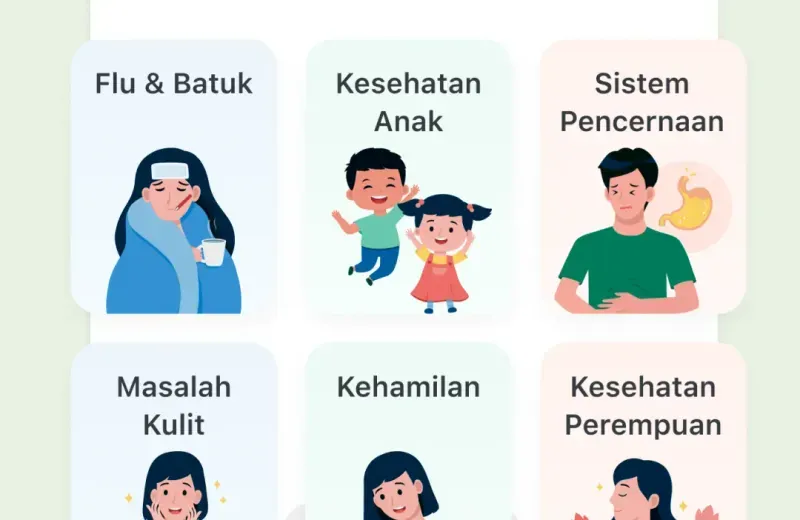 Flu & Batuk
Kesehatan
Anak
Sistem
Pencernaan
Masalah
Kulit
Kehamilan
Kesehatan
Perempuan